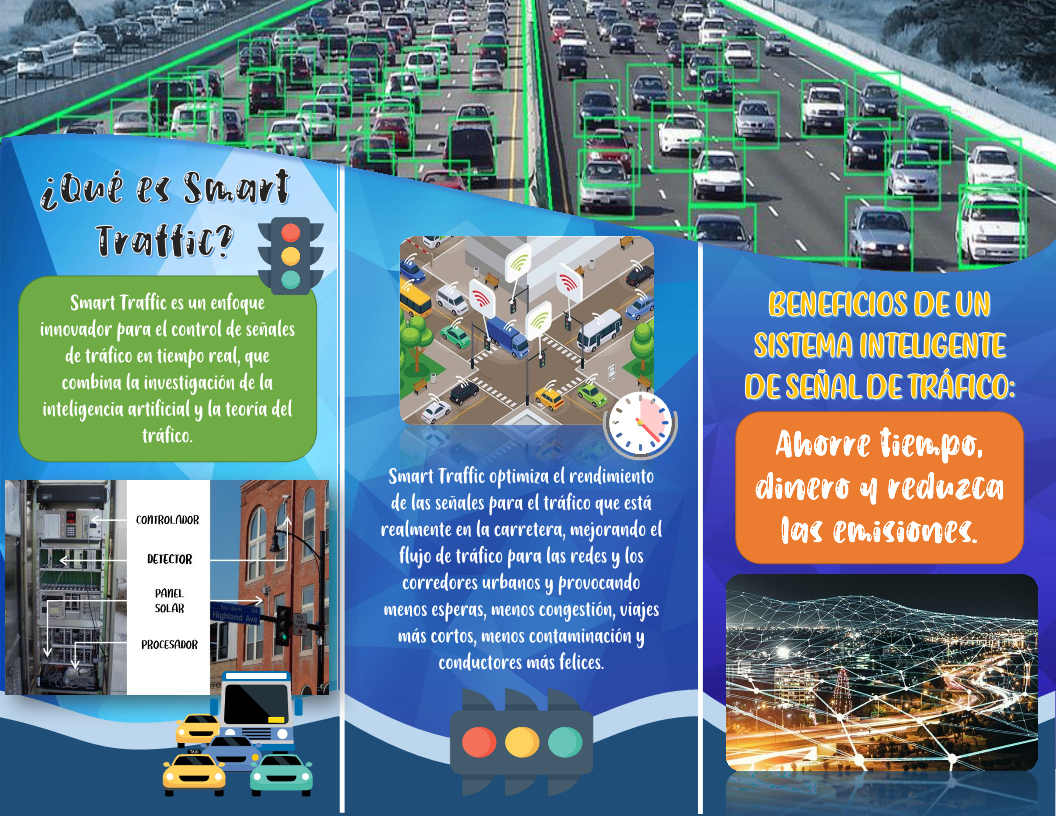 ¿Qué es Smart
Traffic?
Smart Traffic es un enfoque
innovador para el control de señales
de tráfico en tiempo real, que
combina la investigación de la
inteligencia artificial y la teoría del
tráfico.
CONTROLADOR
DETECTOR
PANEL
SOLAR
PROCESADOR
Highland Ave
TAXI
Smart Traffic optimiza el rendimiento
de las señales para el tráfico que está
realmente en la carretera, mejorando el
flujo de tráfico para las redes y los
corredores urbanos y provocando
menos esperas, menos congestión, viajes
más cortos, menos contaminación y
conductores más felices.
BENEFICIOS DE UN
SISTEMA INTELIGENTE
DE SEÑAL DE TRÁFICO:
Ahorre tiempo,
dinero y reduzca
las emisiones.